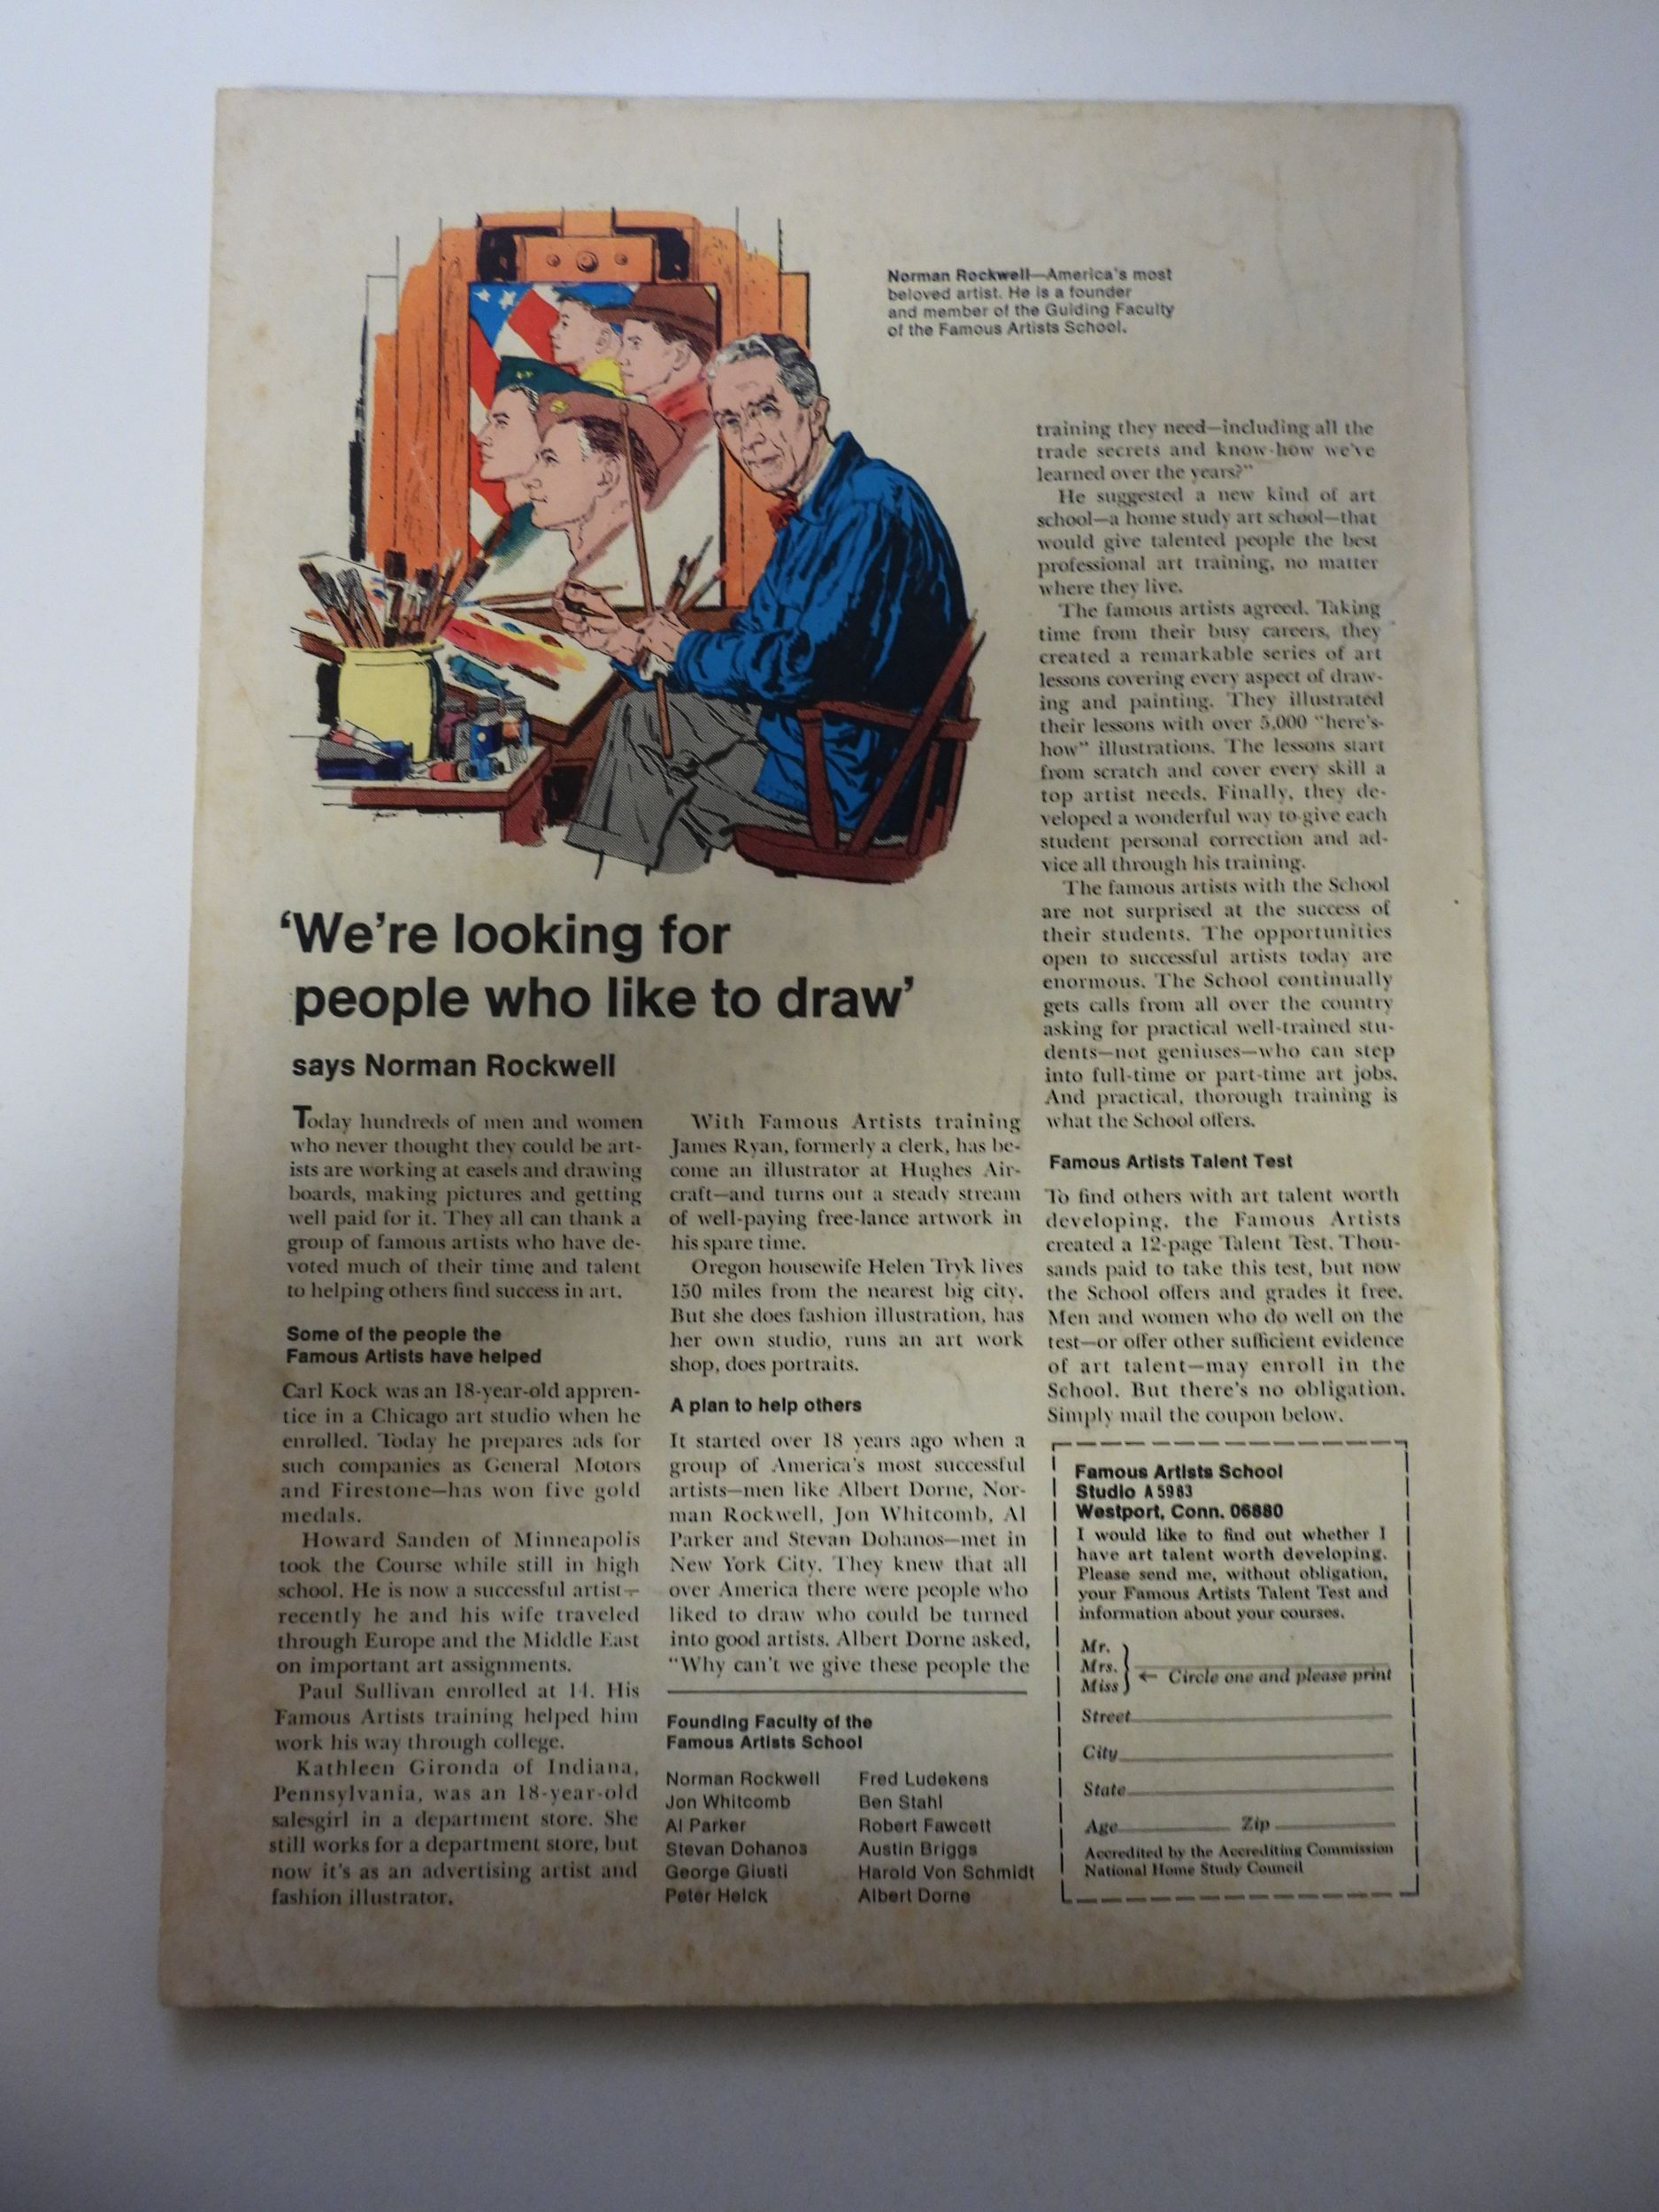 Norman Rockwell—America's most
beloved artist. He is a founder
and member of the Guiding Faculty
of the Famous Artists School.
'We're looking for
people who like to draw'
says Norman Rockwell
Today hundreds of men and women
who never thought they could be art-
ists are working at easels and drawing
boards, making pictures and getting
well paid for it. They all can thank a
group of famous artists who have de-
voted much of their time and talent
to helping others find success in art.
Some of the people the
Famous Artists have helped
Carl Kock was an 18-year-old appren-
tice in a Chicago art studio when he
enrolled. Today he prepares ads for
such companies as General Motors
and Firestone—has won five gold
medals.
Howard Sanden of Minneapolis
took the Course while still in high
school. He is now a successful artist—
recently he and his wife traveled
through Europe and the Middle East
on important art assignments.
Paul Sullivan enrolled at 14. His
Famous Artists training helped him
work his way through college.
Kathleen Gironda of Indiana,
Pennsylvania, was an 18-year-old
salesgirl in a department store. She
still works for a department store, but
now it's as an advertising artist and
fashion illustrator.
With Famous Artists training
James Ryan, formerly a clerk, has be-
come an illustrator at Hughes Air-
craft—and turns out a steady stream
of well-paying free-lance artwork in
his spare time.
Oregon housewife Helen Tryk lives
150 miles from the nearest big city.
But she does fashion illustration, has
her own studio, runs an art work
shop, does portraits.
A plan to help others
It started over 18 years ago when a
group of America's most successful
artists—men like Albert Dorne, Nor-
man Rockwell, Jon Whitcomb, Al
Parker and Stevan Dohanos—met in
New York City. They knew that all
over America there were people who
liked to draw who could be turned
into good artists. Albert Dorne asked,
"Why can't we give these people the
Founding Faculty of the
Famous Artists School
Norman Rockwell
Jon Whitcomb
Al Parker
Stevan Dohanos
George Giusti
Peter Helck
Fred Ludekens
Ben Stahl
Robert Fawcett
Austin Briggs
Harold Von Schmidt
Albert Dorne
training they need—including all the
trade secrets and know-how we've
learned over the years?"
He suggested a new kind of art
school—a home study art school—that
would give talented people the best
professional art training, no matter
where they live.
The famous artists agreed. Taking
time from their busy careers, they
created a remarkable series of art
lessons covering every aspect of draw-
ing and painting. They illustrated
their lessons with over 5,000 "here's-
how" illustrations. The lessons start
from scratch and cover every skill a
top artist needs. Finally, they de-
veloped a wonderful way to give each
student personal correction and ad-
vice all through his training.
The famous artists with the School
are not surprised at the success of
their students. The opportunities
open to successful artists today are
enormous. The School continually
gets calls from all over the country
asking for practical well-trained stu-
dents—not geniuses—who can step
into full-time or part-time art jobs.
And practical, thorough training is
what the School offers.
Famous Artists Talent Test
To find others with art talent worth
developing, the Famous Artists
created a 12-page Talent Test. Thou-
sands paid to take this test, but now
the School offers and grades it free.
Men and women who do well on the
test—or offer other sufficient evidence
of art talent—may enroll in the
School. But there's no obligation.
Simply mail the coupon below.
Famous Artists School
Studio A5983
Westport, Conn. 06880
I would like to find out whether I
have art talent worth developing.
Please send me, without obligation,
your Famous Artists Talent Test and
information about your courses.
Mr.
Mrs.
Miss
← Circle one and please print
Street
City
State
Age Zip
Accredited by the Accrediting Commission
National Home Study Council